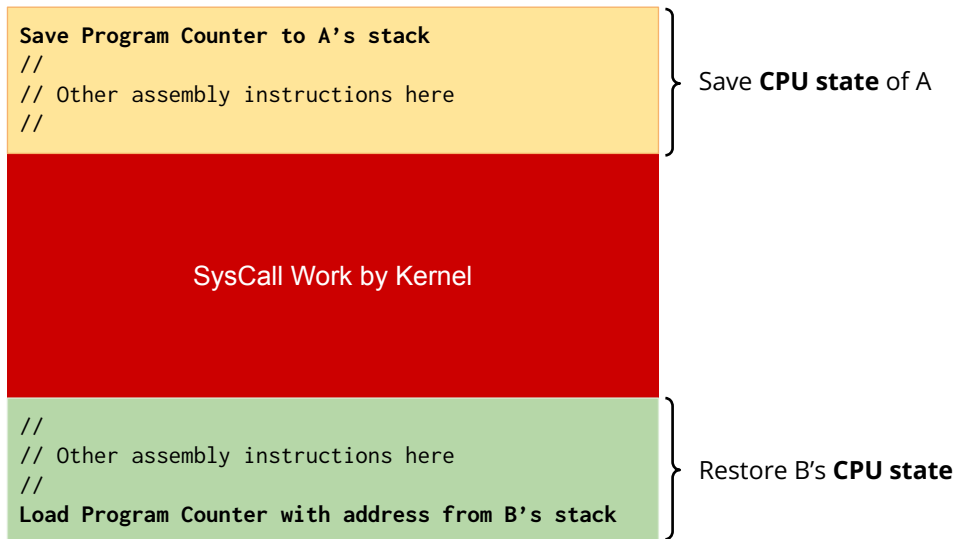 Save Program Counter to A’s stack
//
// Other assembly instructions here
//
Save CPU state of A
SysCall Work by Kernel
//
// Other assembly instructions here
//
Load Program Counter with address from B’s stack
Restore B’s CPU state